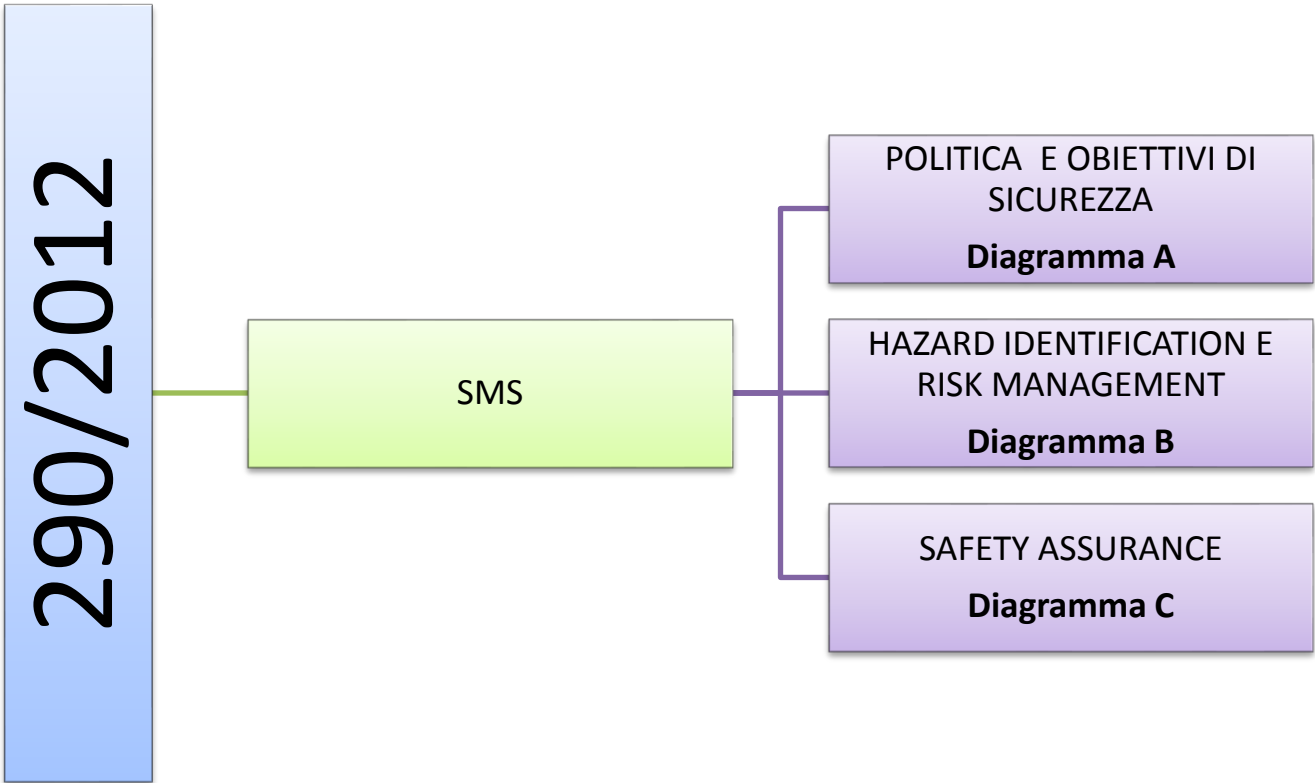 290/2012
SMS
POLITICA E OBIETTIVI DI
SICUREZZA
Diagramma A
HAZARD IDENTIFICATION E
RISK MANAGEMENT
Diagramma B
SAFETY ASSURANCE
Diagramma C